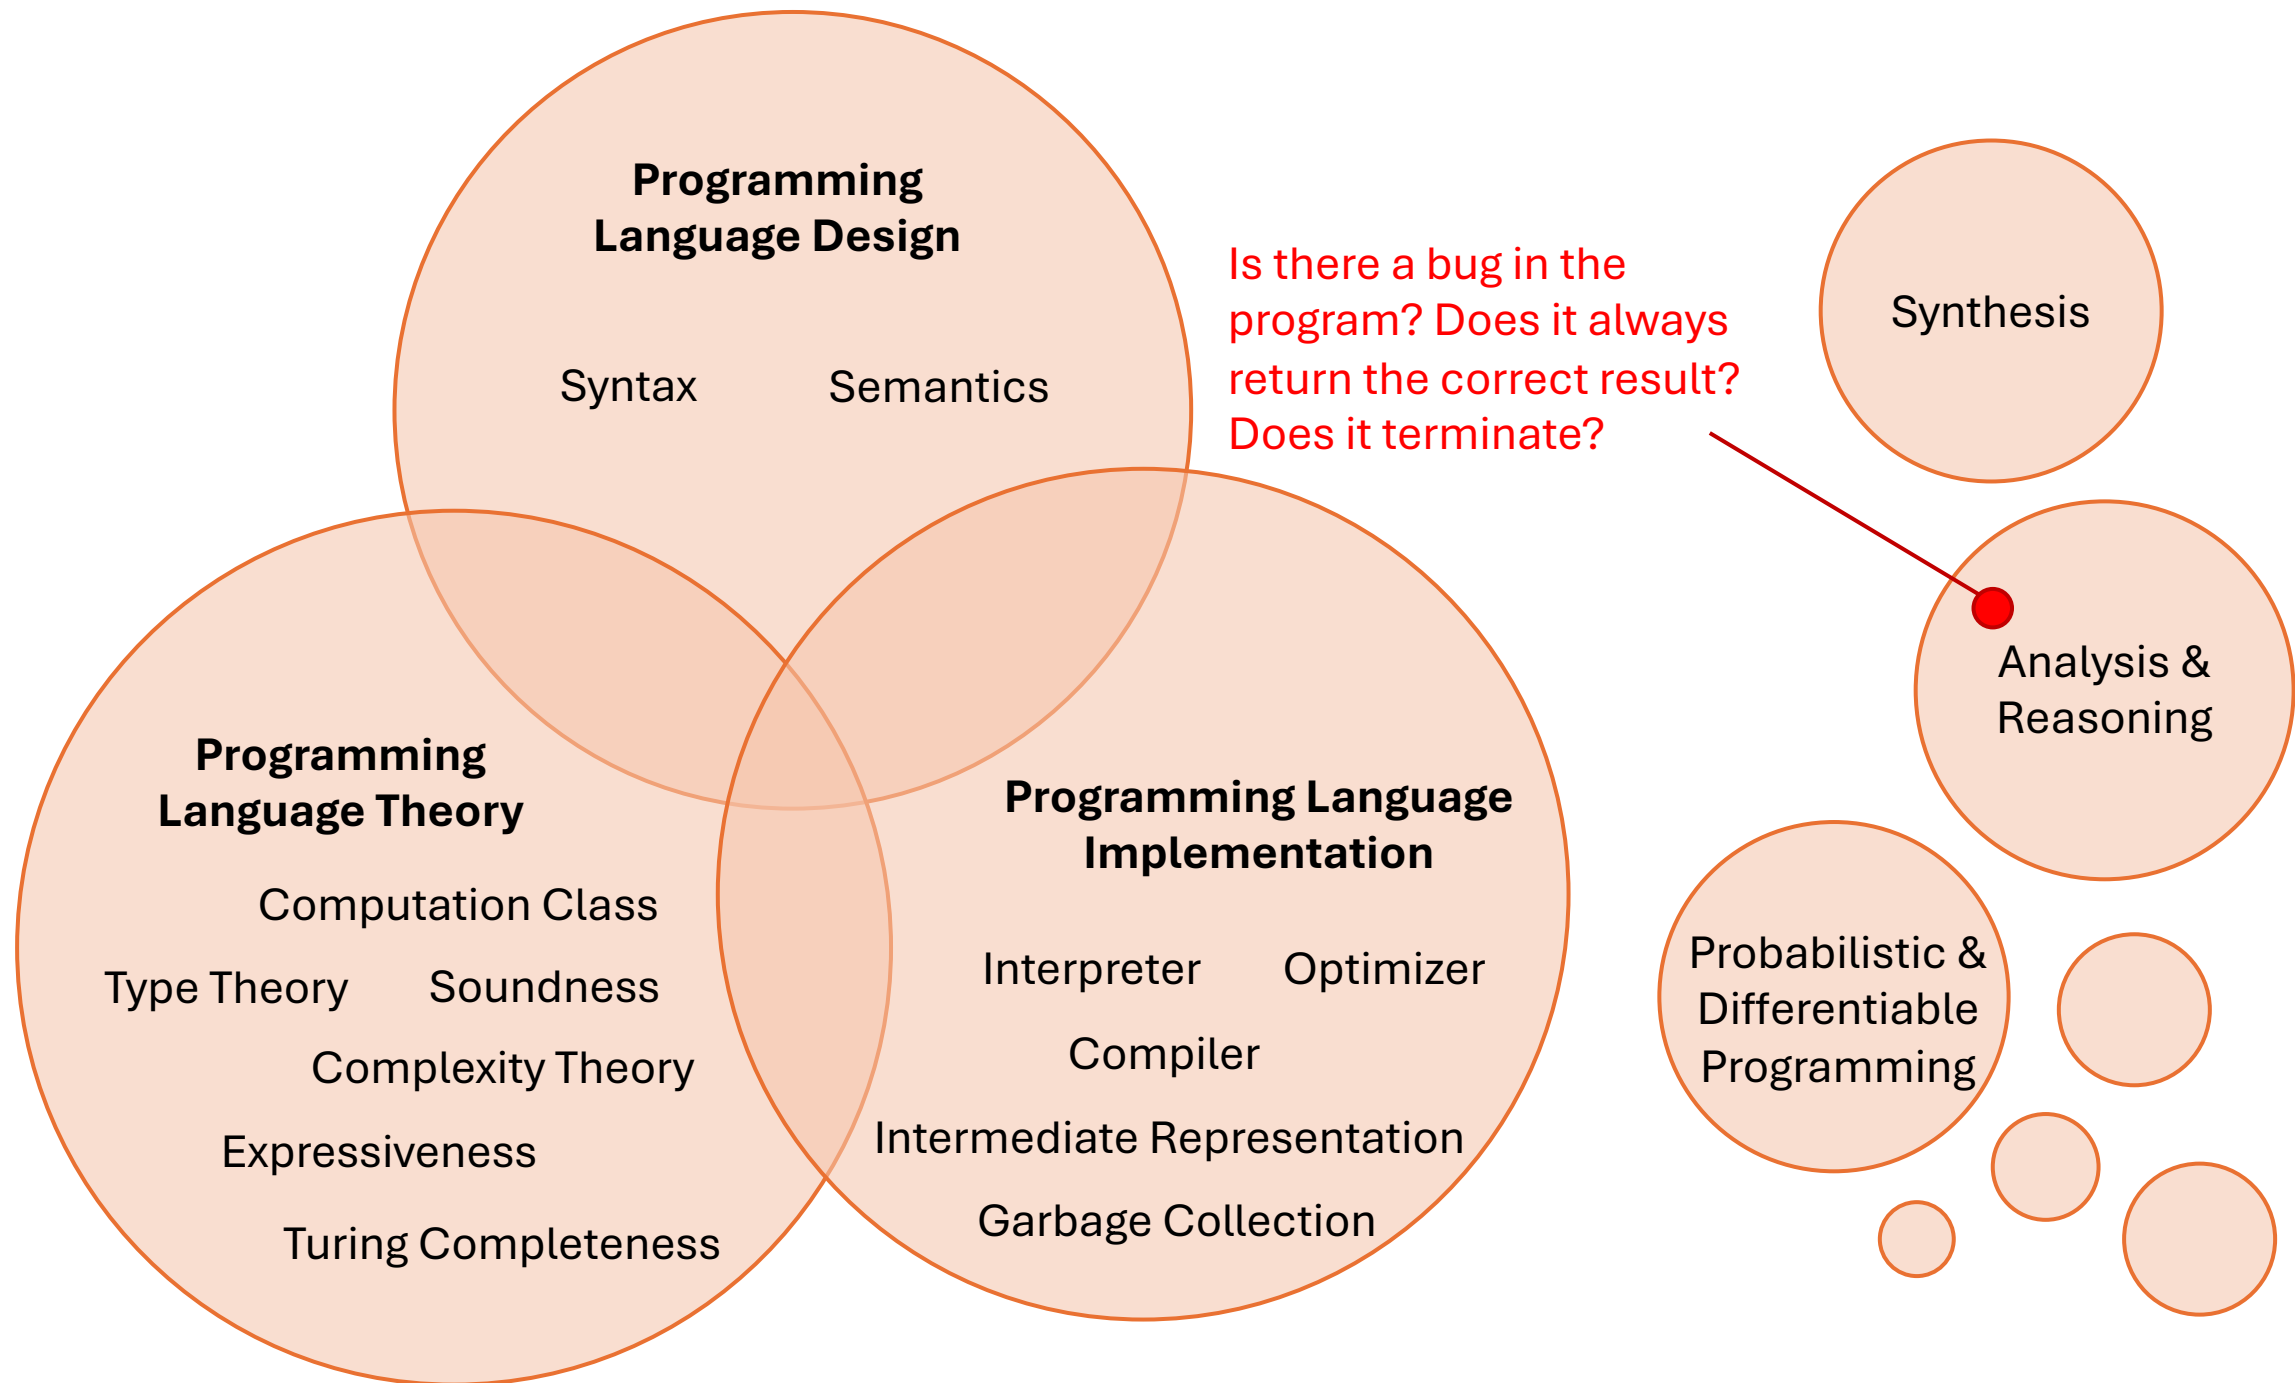 Programming
Language Design
Syntax
Semantics
Is there a bug in the
program? Does it always
return the correct result?
Does it terminate?
Synthesis
Analysis &
Reasoning
Programming
Language Theory
Computation Class
Type Theory
Soundness
Complexity Theory
Expressiveness
Turing Completeness
Programming Language
Implementation
Interpreter
Optimizer
Compiler
Intermediate Representation
Garbage Collection
Probabilistic &
Differentiable
Programming